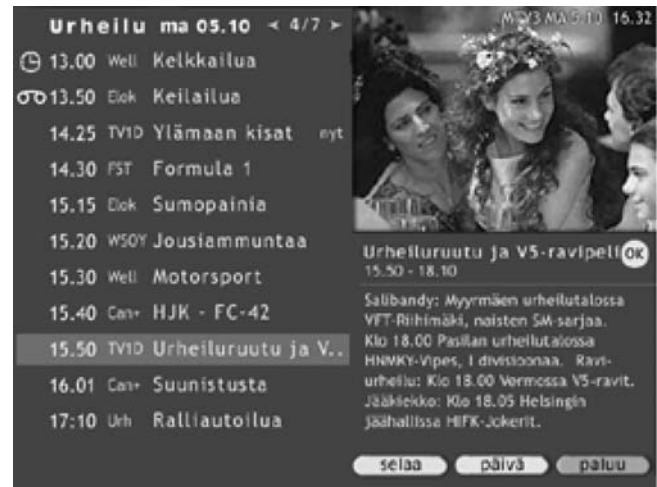 Urheilu ma 05.10 < 4/7 >
MTV3 MA 5.10 16.32
13.00 Well Kelkkailua
13.50 Elok Keilailua
14.25 TV1D Ylämaan kisat nyt
14.30 FST Formula 1
15.15 Elok Sumopainia
15.20 WSOY Jousiammuntaa
15.30 Well Motorsport
15.40 Can+ HJK - FC-42
15.50 TV1D Urheiluruutu ja V..
16.01 Can+ Suunistusta
17:10 Urh Ralliautoilua
Urheiluruutu ja V5-ravipeli OK
15.50 - 18.10
Salibandy: Myyrmäen urheilutalossa
VFT-Riihimäki, naisten SM-sarjaa.
Klo 18.00 Pasilan urheilutalossa
HNMKY-Vipes, I divisioonaa. Ravi-
urheilu: Klo 18.00 Vermossa V5-ravit.
Jääkiekko: Klo 18.05 Helsingin
jäähallissa HIFK-Jokerit.
selaa päivä paluu